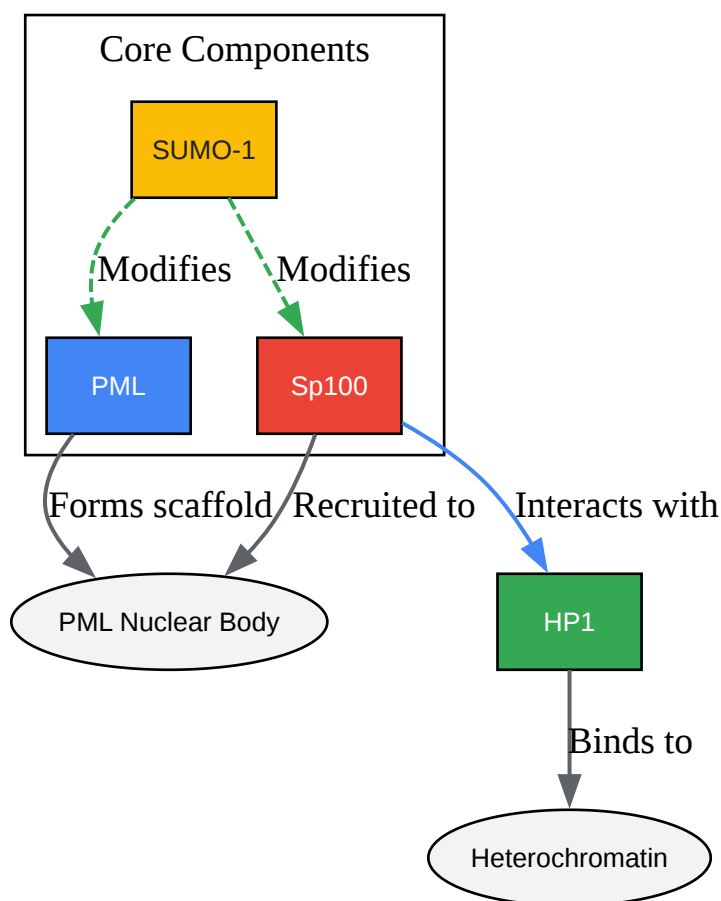 Core Components
SUMO-1
Modifies
Modifies
PML
Sp100
Forms scaffold
Recruited to
Interacts with
PML Nuclear Body
HP1
Binds to
Heterochromatin